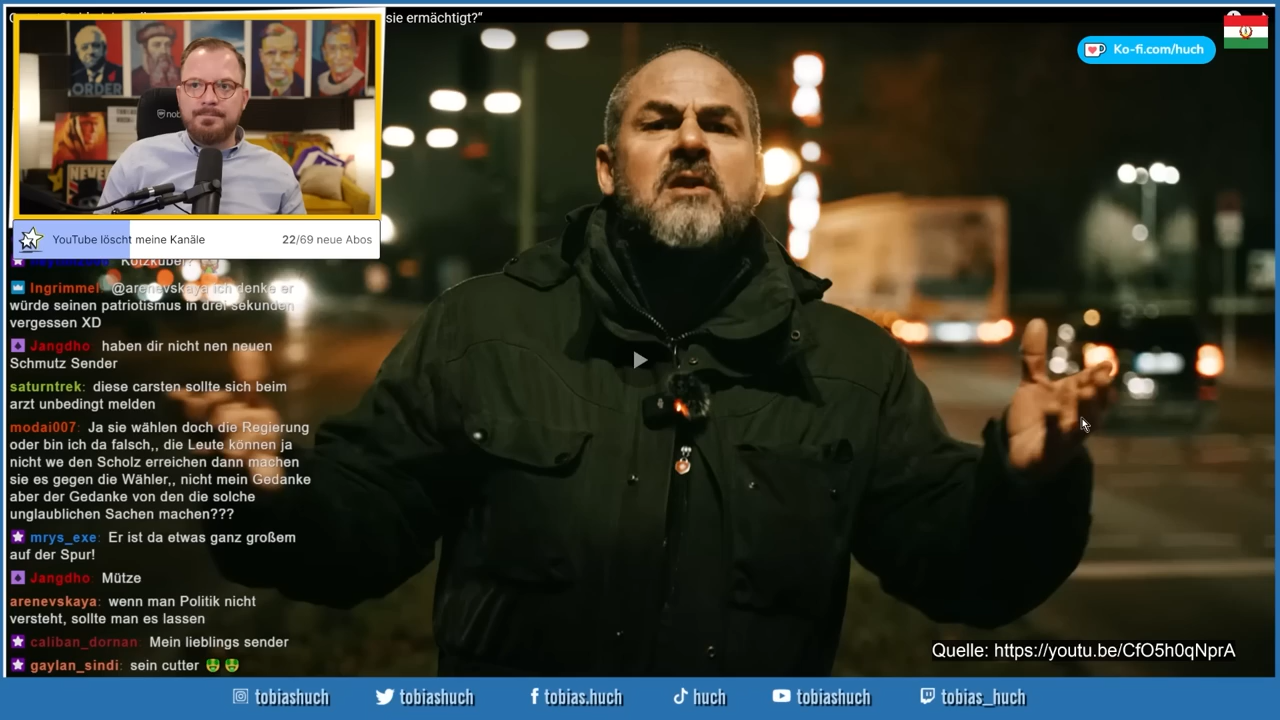 sie ermächtigt?“
Ko-fi.com/huch
ORDER
NEVER
YouTube löscht meine Kanäle
22/69 neue Abos
Ingrimmel: @arenevskaya ich denke er
würde seinen patriotismus in drei sekunden
vergessen XD
Jangdho: haben dir nicht nen neuen
Schmutz Sender
saturntrek: diese carsten sollte sich beim
arzt unbedingt melden
modai007: Ja sie wählen doch die Regierung
oder bin ich da falsch,, die Leute können ja
nicht we den Scholz erreichen dann machen
sie es gegen die Wähler,, nicht mein Gedanke
aber der Gedanke von den die solche
unglaublichen Sachen machen???
mrys_exe: Er ist da etwas ganz großem
auf der Spur!
Jangdho: Mütze
arenevskaya: wenn man Politik nicht
versteht, sollte man es lassen
caliban_dornan: Mein lieblings sender
gaylan_sindi: sein cutter
Quelle: https://youtu.be/CfO5h0qNprA
tobiashuch
tobiashuch
tobias.huch
huch
tobiashuch
tobias_huch